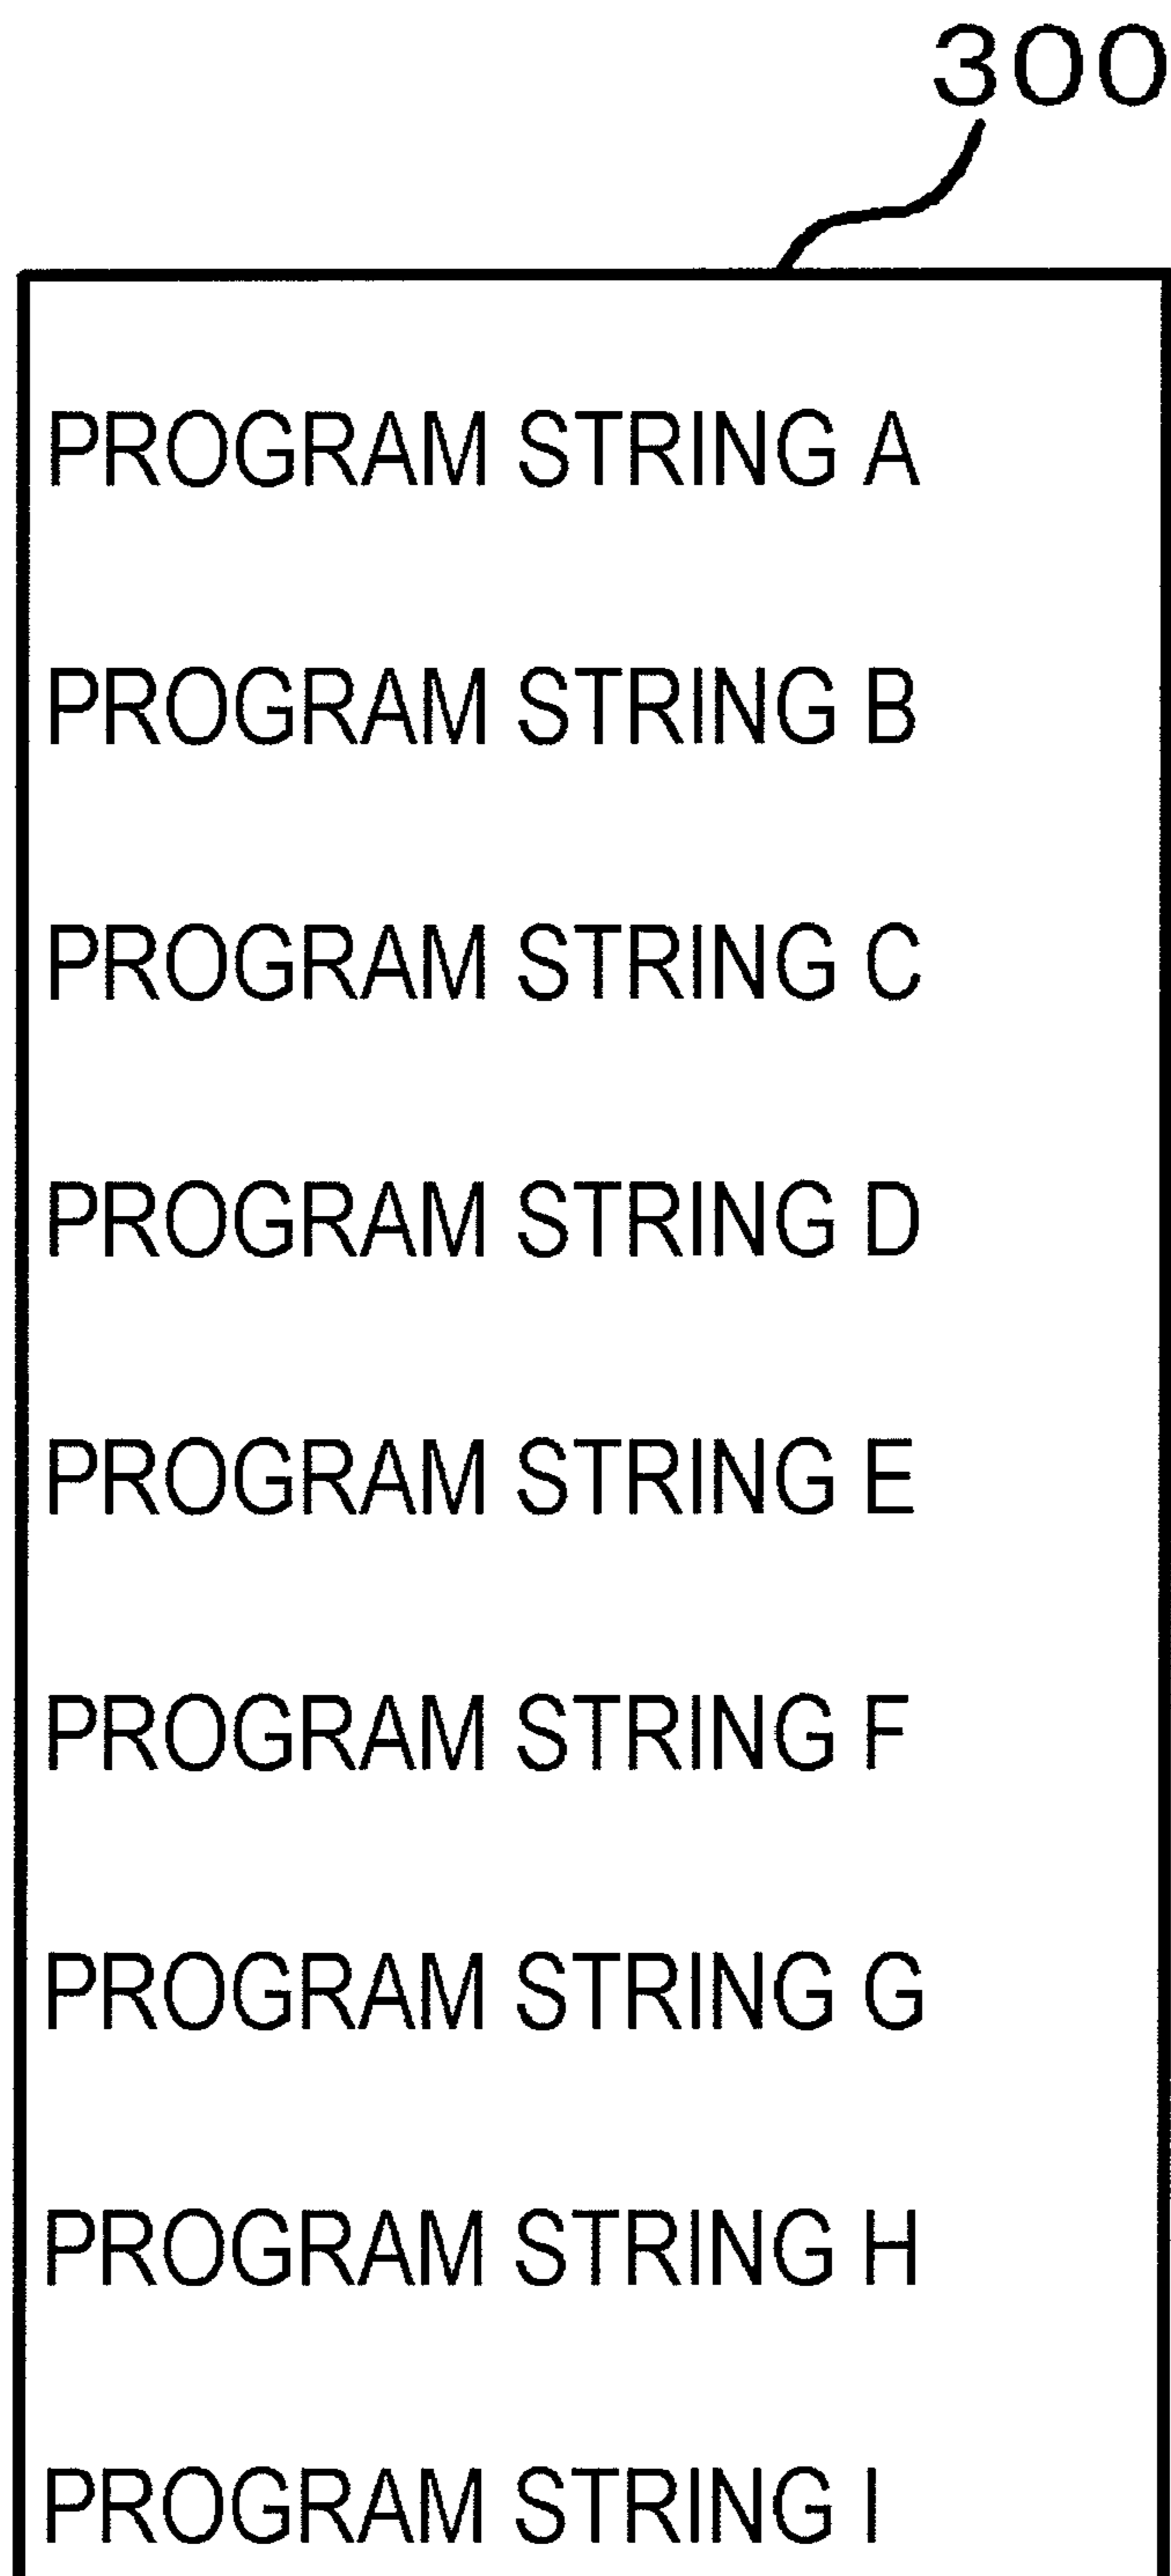 300
PROGRAM STRING A
PROGRAM STRING B
PROGRAM STRING C
PROGRAM STRING D
PROGRAM STRING E
PROGRAM STRING F
PROGRAM STRING G
PROGRAM STRING H
PROGRAM STRING I